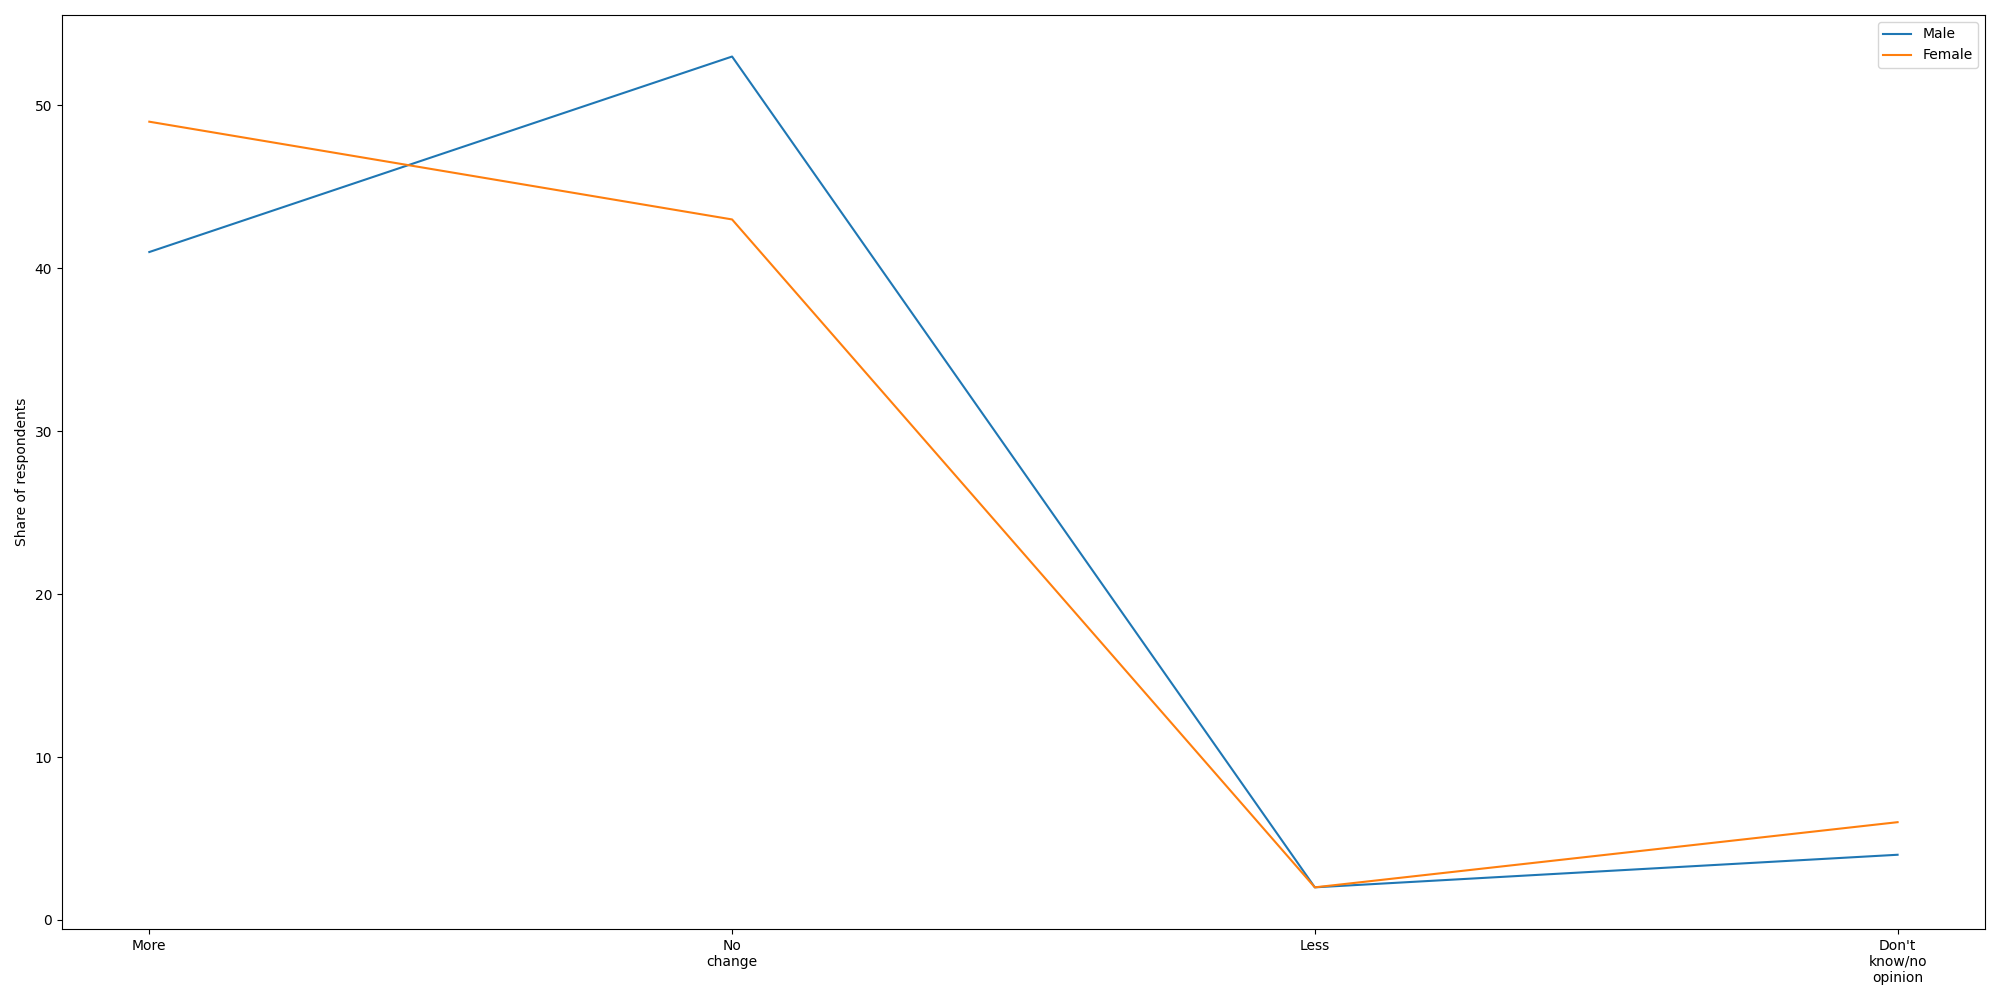 Male
Female
50
40
30
20
10
0
Share of respondents
More
No
change
Less
Don't
know/no
opinion